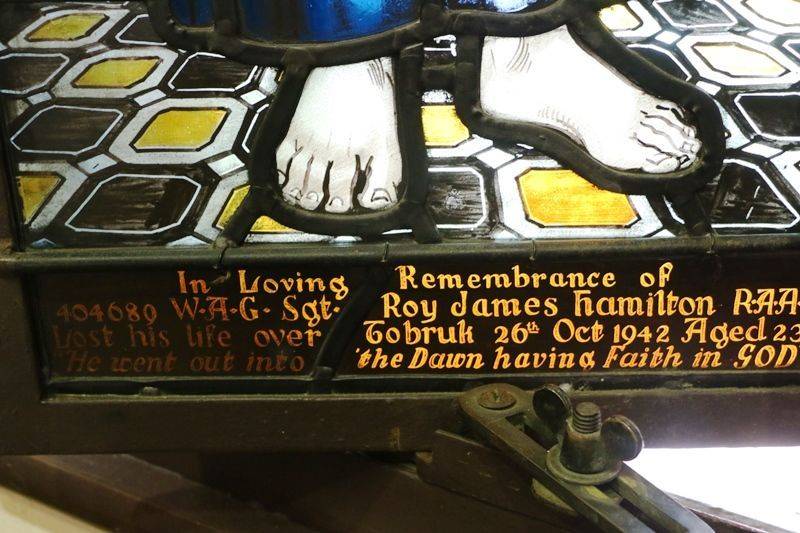 In Loving Remembrance of
404680 W.A.G. Sgt. Roy James Hamilton R.A.A
Lost his life over Tobruk 26th Oct 1942 Aged 23
He went out into 'the Dawn having Faith in GOD'